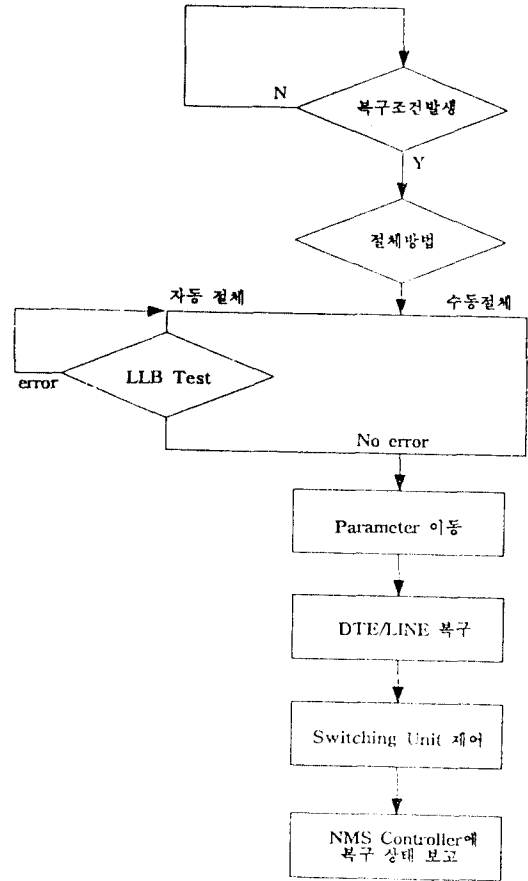 N
복구조건발생
Y
절체방법
자동 절체
수동절체
error
LLB Test
No error
Parameter 이동
DTE/LINE 복구
Switching Unit 제어
NMS Controller에
복구 상태 보고